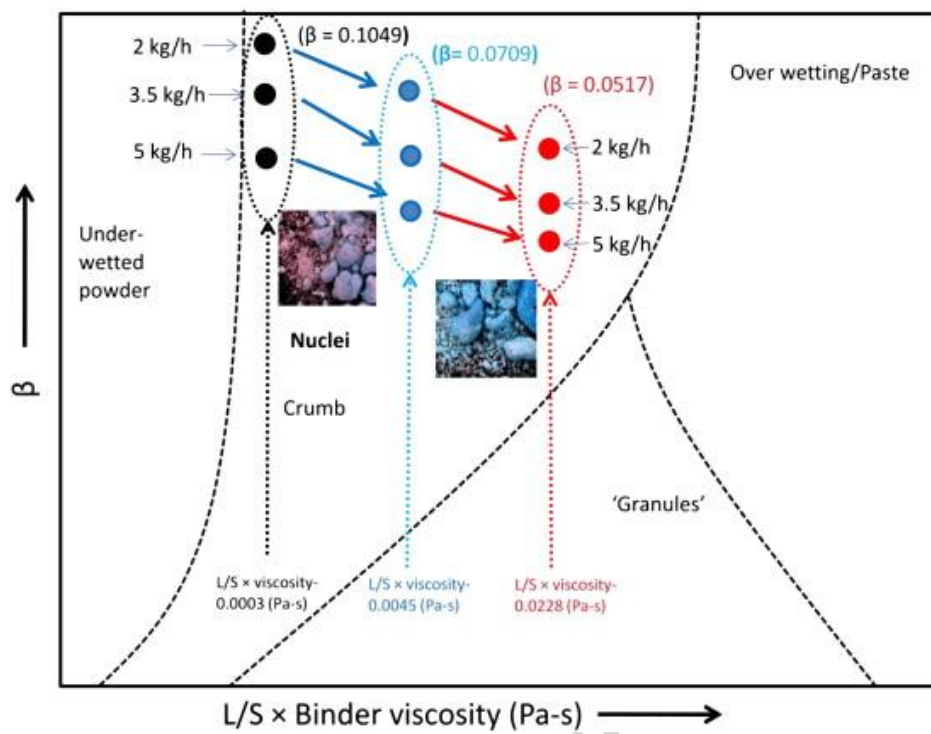 2 kg/h
3.5 kg/h
5 kg/h
(β = 0.1049)
(β= 0.0709)
(β = 0.0517)
Over wetting/Paste
2 kg/h
3.5 kg/h
5 kg/h
Under-
wetted
powder
Nuclei
Crumb
'Granules'
β
L/S × viscosity-
0.0003 (Pa-s)
L/S × viscosity-
0.0045 (Pa-s)
L/S × viscosity-
0.0228 (Pa-s)
L/S × Binder viscosity (Pa-s)